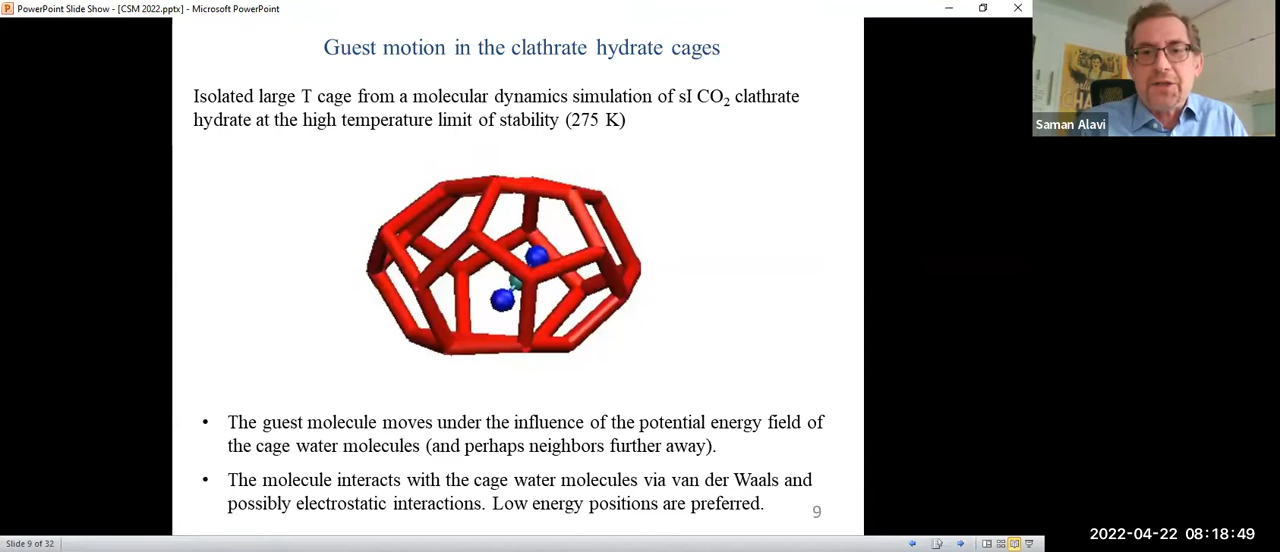 PowerPoint Slide Show - [CSM 2022.pptx] - Microsoft PowerPoint
Guest motion in the clathrate hydrate cages
Isolated large T cage from a molecular dynamics simulation of sI CO₂ clathrate
hydrate at the high temperature limit of stability (275 K)
Saman Alavi
• The guest molecule moves under the influence of the potential energy field of
the cage water molecules (and perhaps neighbors further away).
• The molecule interacts with the cage water molecules via van der Waals and
possibly electrostatic interactions. Low energy positions are preferred.
9
Slide 9 of 32
2022-04-22 08:18:49